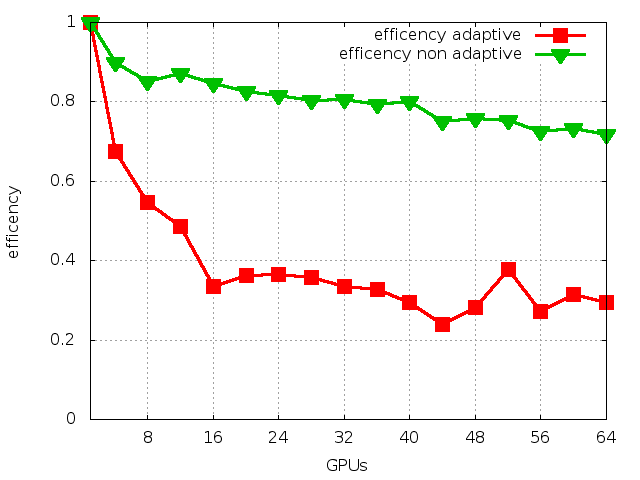 efficency adaptive
efficency non adaptive
1
0.8
0.6
0.4
0.2
0
efficency
8 16 24 32 40 48 56 64
GPUs